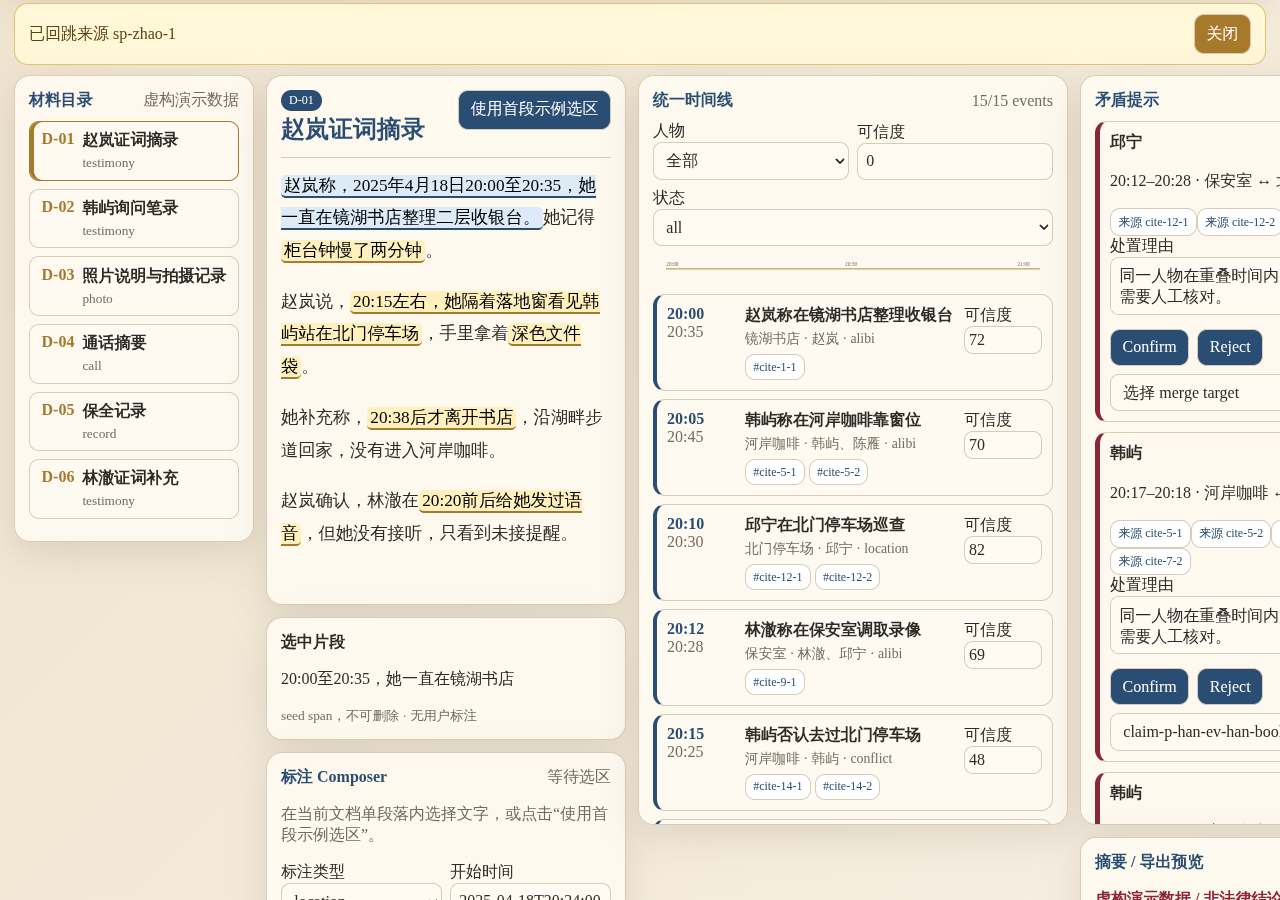 已回跳来源 sp-zhao-1
关闭
材料目录
虚构演示数据
D-01 赵岚证词摘录
testimony
D-02 韩屿询问笔录
testimony
D-03 照片说明与拍摄记录
photo
D-04 通话摘要
call
D-05 保全记录
record
D-06 林澈证词补充
testimony
D-01
赵岚证词摘录
使用首段示例选区
赵岚称，2025年4月18日20:00至20:35，她
一直在镜湖书店整理二层收银台。她记得
柜台钟慢了两分钟。
赵岚说，20:15左右，她隔着落地窗看见韩
屿站在北门停车场，手里拿着深色文件
袋。
她补充称，20:38后才离开书店，沿湖畔步
道回家，没有进入河岸咖啡。
赵岚确认，林澈在20:20前后给她发过语
音，但她没有接听，只看到未接提醒。
选中片段
20:00至20:35，她一直在镜湖书店
seed span，不可删除 · 无用户标注
标注 Composer
等待选区
在当前文档单段落内选择文字，或点击“使用首
段示例选区”。
标注类型
开始时间
location
2025-04-18T20:24:00
统一时间线
15/15 events
人物
可信度
全部
0
状态
all
20:00
20:30
21:00
20:00
20:35
赵岚称在镜湖书店整理收银台
镜湖书店 · 赵岚 · alibi
#cite-1-1
可信度
72
20:05
20:45
韩屿称在河岸咖啡靠窗位
河岸咖啡 · 韩屿、陈雁 · alibi
#cite-5-1 #cite-5-2
可信度
70
20:10
20:30
邱宁在北门停车场巡查
北门停车场 · 邱宁 · location
#cite-12-1 #cite-12-2
可信度
82
20:12
20:28
林澈称在保安室调取录像
保安室 · 林澈、邱宁 · alibi
#cite-9-1
可信度
69
20:15
20:25
韩屿否认去过北门停车场
河岸咖啡 · 韩屿 · conflict
#cite-14-1 #cite-14-2
可信度
48
矛盾提示
邱宁
20:12–20:28 · 保安室 ↔
来源 cite-12-1 来源 cite-12-2
处置理由
同一人物在重叠时间内
需要人工核对。
Confirm Reject
选择 merge target
韩屿
20:17–20:18 · 河岸咖啡
来源 cite-5-1 来源 cite-5-2
来源 cite-7-2
处置理由
同一人物在重叠时间内
需要人工核对。
Confirm Reject
claim-p-han-ev-han-boo
韩屿
摘要 / 导出预览
虚构演示数据 / 非法律结论